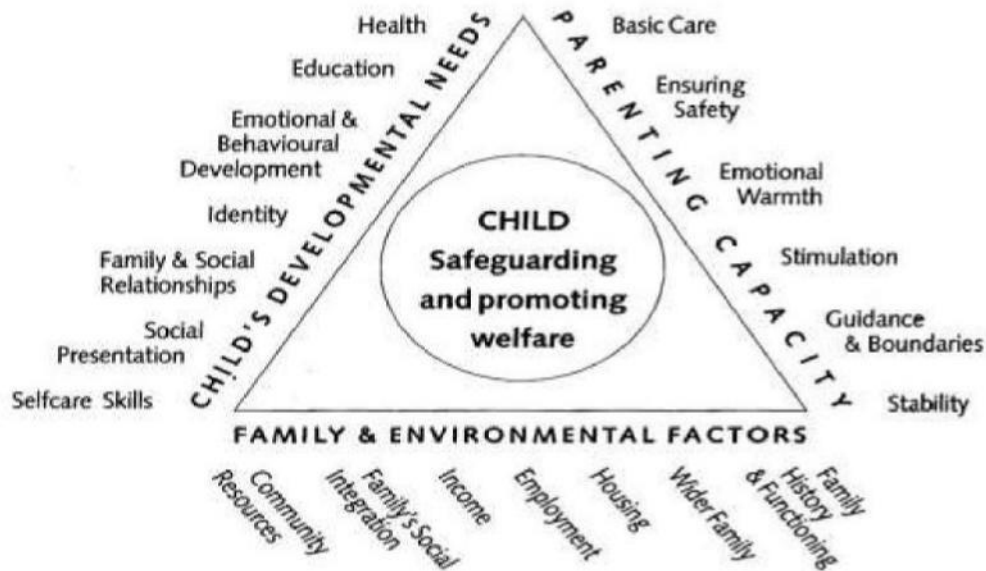 Health
Education
Emotional &
Behavioural
Development
Identity
Family & Social
Relationships
Social
Presentation
Selfcare Skills
CHILD'S DEVELOPMENTAL NEEDS
CHILD
Safeguarding
and promoting
welfare
PARENTING CAPACITY
Basic Care
Ensuring
Safety
Emotional
Warmth
Stimulation
Guidance
& Boundaries
Stability
FAMILY & ENVIRONMENTAL FACTORS
Community
Resources
Family's Social
Integration
Income
Employment
Housing
Wider Family
Family
History
& Functioning